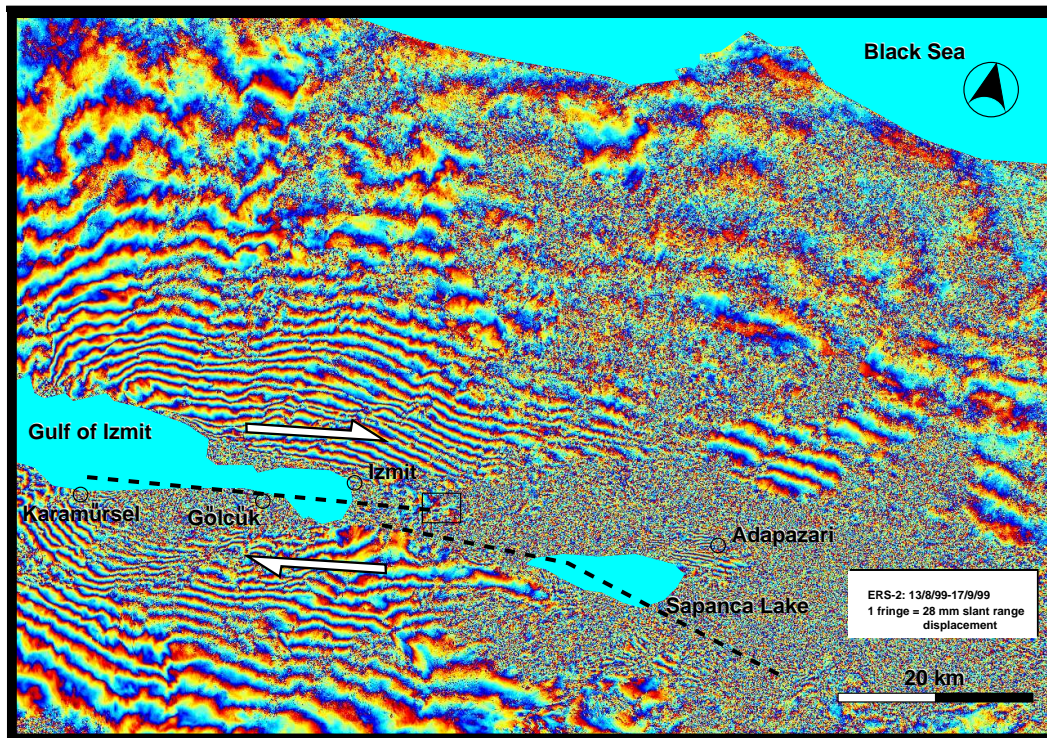 Black Sea
Gulf of Izmit
Izmit
Karamürsel
Gölcük
Adapazari
Sapanca Lake
ERS-2: 13/8/99-17/9/99
1 fringe = 28 mm slant range
displacement
20 km